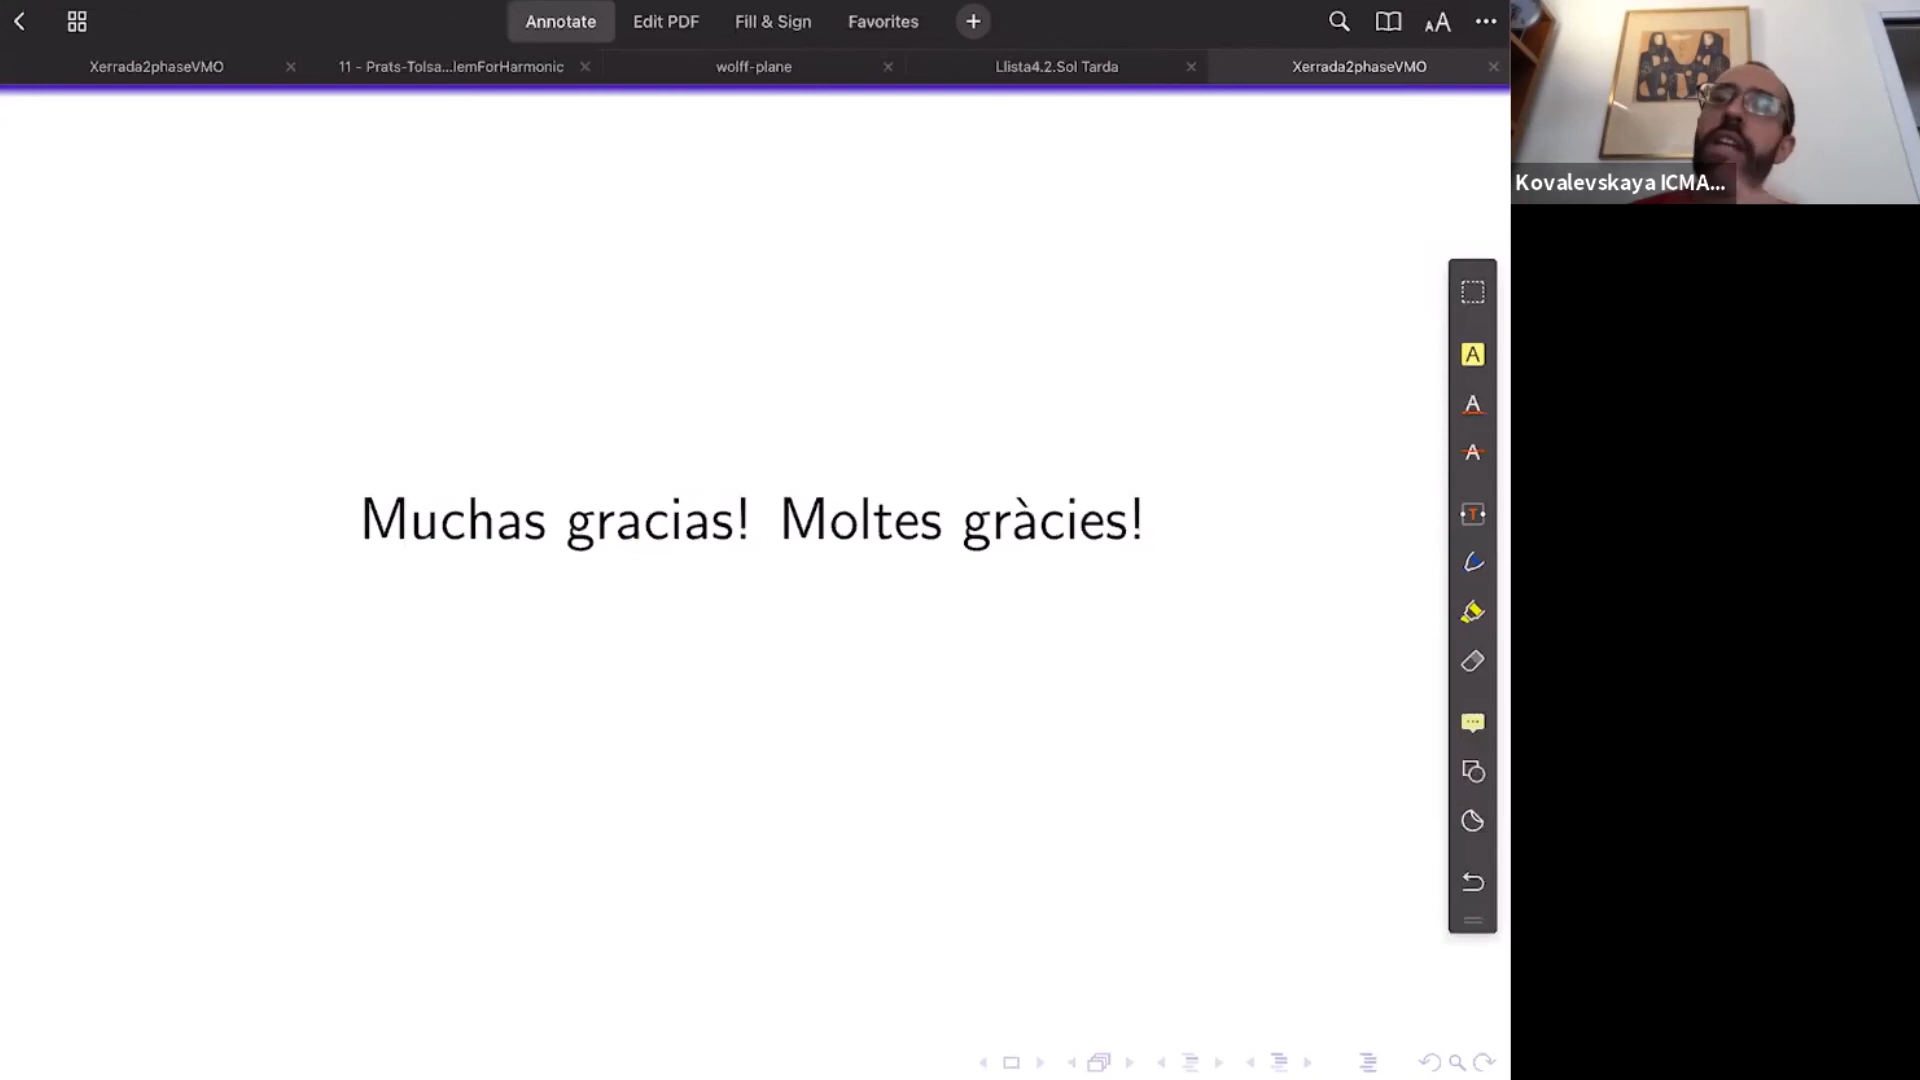 Annotate Edit PDF Fill & Sign Favorites
Xerrada2phaseVMO 11 - Prats-Tolsa...lemForHarmonic wolff-plane Llista4.2.Sol Tarda Xerrada2phaseVMO
Kovalevskaya ICMA...
Muchas gracias! Moltes gràcies!